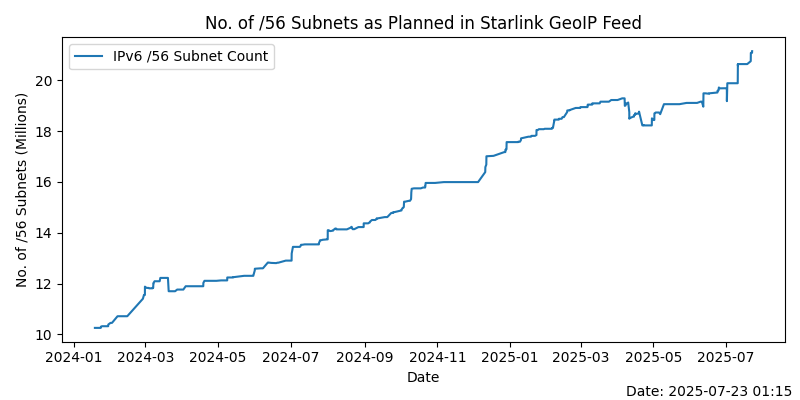 No. of /56 Subnets as Planned in Starlink GeoIP Feed
IPv6 /56 Subnet Count
No. of /56 Subnets (Millions)
20
18
16
14
12
10
2024-01 2024-03 2024-05 2024-07 2024-09 2024-11 2025-01 2025-03 2025-05 2025-07
Date
Date: 2025-07-23 01:15